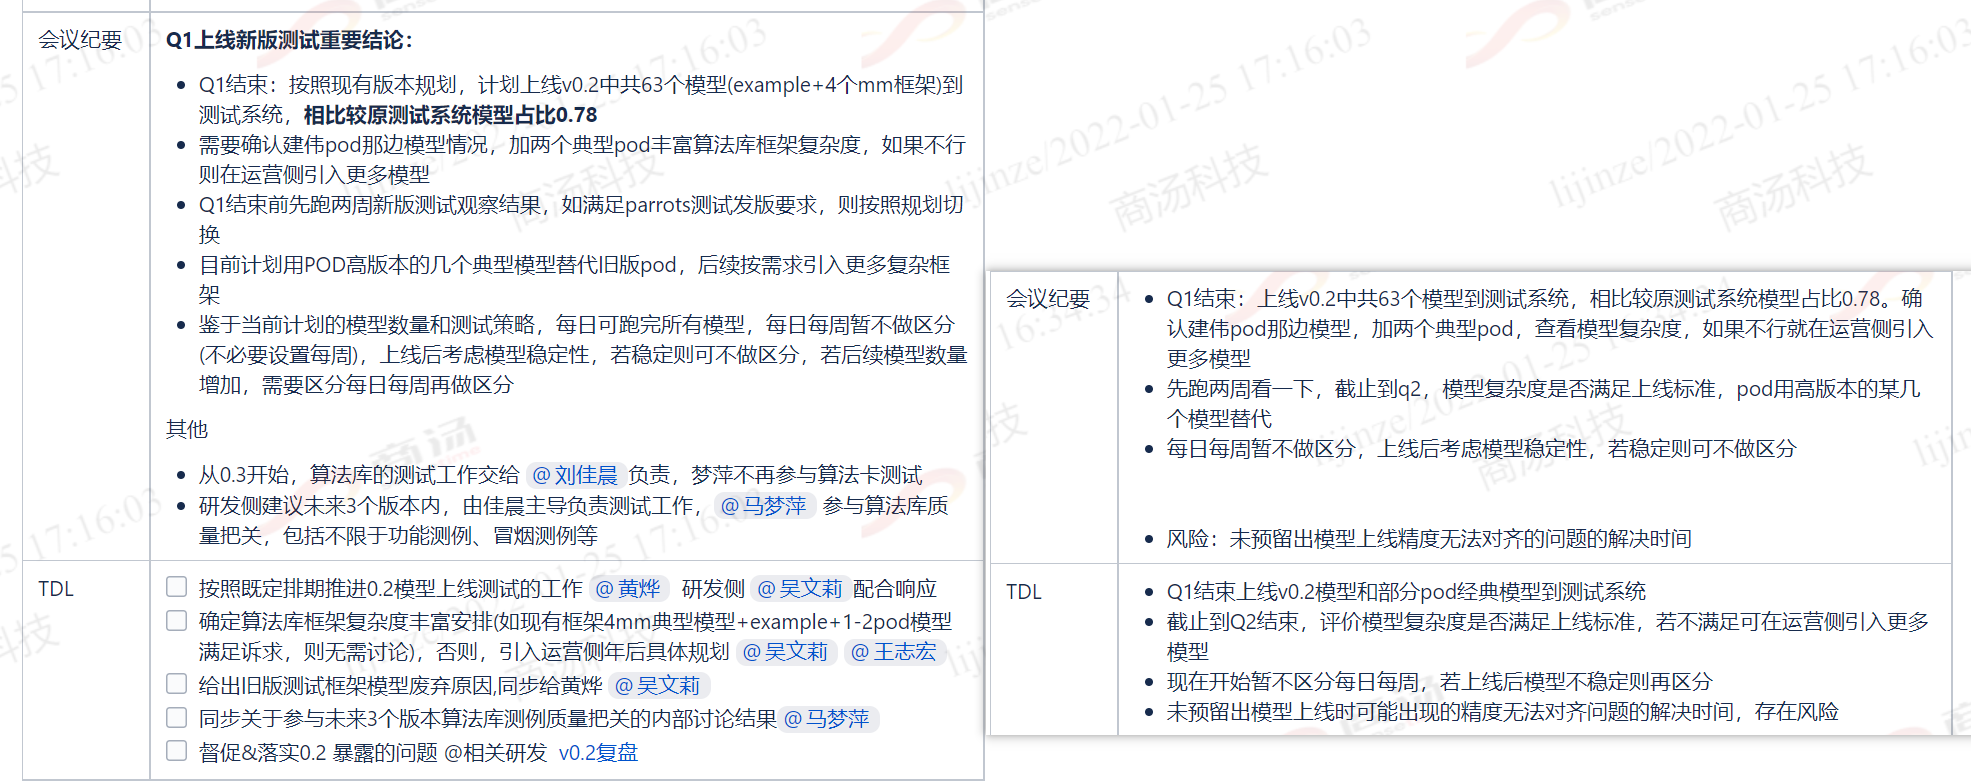 会议纪要
Q1上线新版测试重要结论：
Q1结束：按照现有版本规划，计划上线v0.2中共63个模型(example+4个mm框架)到
测试系统，相比较原测试系统模型占比0.78
需要确认建伟pod那边模型情况，加两个典型pod丰富算法库框架复杂度，如果不行
则在运营侧引入更多模型
Q1结束前先跑两周新版测试观察结果，如满足parrots测试发版要求，则按照规划切
换
目前计划用POD高版本的几个典型模型替代旧版pod，后续按需求引入更多复杂框
架
鉴于当前计划的模型数量和测试策略，每日可跑完所有模型，每日每周暂不做区分
(不必要设置每周)，上线后考虑模型稳定性，若稳定则可不做区分，若后续模型数量
增加，需要区分每日每周再做区分
其他
从0.3开始，算法库的测试工作交给 @刘佳晨 负责，梦萍不再参与算法卡测试
研发侧建议未来3个版本内，由佳晨主导负责测试工作， @马梦萍 参与算法库质
量把关，包括不限于功能测例、冒烟测例等
TDL
按照既定排期推进0.2模型上线测试的工作 @黄烨 研发侧 @吴文莉 配合响应
确定算法库框架复杂度丰富安排(如现有框架4mm典型模型+example+1-2pod模型
满足诉求，则无需讨论)，否则，引入运营侧年后具体规划 @吴文莉 @王志宏
给出旧版测试框架模型废弃原因,同步给黄烨 @吴文莉
同步关于参与未来3个版本算法库测例质量把关的内部讨论结果 @马梦萍
督促&落实0.2 暴露的问题 @相关研发 v0.2复盘
会议纪要
Q1结束：上线v0.2中共63个模型到测试系统，相比较原测试系统模型占比0.78。确
认建伟pod那边模型，加两个典型pod，查看模型复杂度，如果不行就在运营侧引入
更多模型
先跑两周看一下，截止到q2，模型复杂度是否满足上线标准，pod用高版本的某几
个模型替代
每日每周暂不做区分，上线后考虑模型稳定性，若稳定则可不做区分
风险：未预留出模型上线精度无法对齐的问题的解决时间
TDL
Q1结束上线v0.2模型和部分pod经典模型到测试系统
截止到Q2结束，评价模型复杂度是否满足上线标准，若不满足可在运营侧引入更多
模型
现在开始暂不区分每日每周，若上线后模型不稳定则再区分
未预留出模型上线时可能出现的精度无法对齐问题的解决时间，存在风险
lijinze/2022-01-25 17:16:03
商汤科技
lijinze/2022-01-25 17:16:03
商汤科技